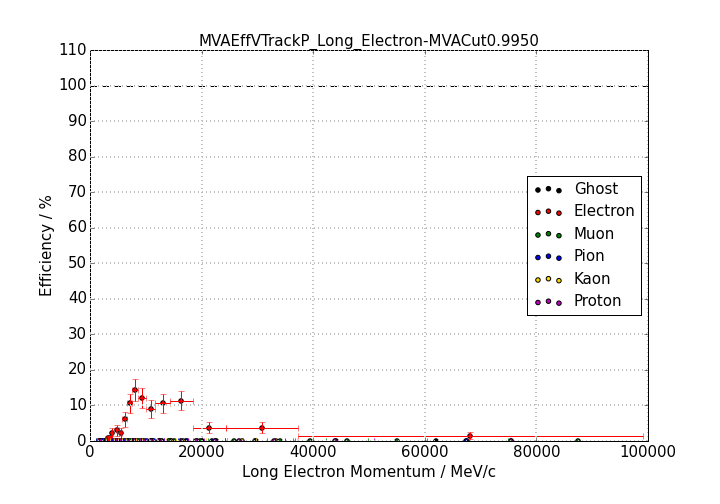 MVAEffVTrackP_Long_Electron-MVACut0.9950
110
100
90
80
70
60
50
40
30
20
10
0
Efficiency / %
Ghost
Electron
Muon
Pion
Kaon
Proton
0 20000 40000 60000 80000 100000
Long Electron Momentum / MeV/c